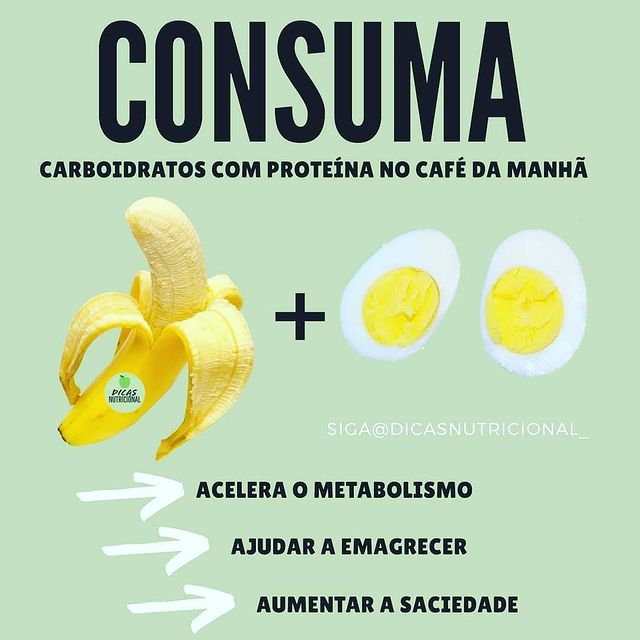 CONSUMA
CARBOIDRATOS COM PROTEÍNA NO CAFÉ DA MANHÃ
+
DICAS
NUTRICIONAL
SIGA@DICASNUTRICIONAL_
ACELERA O METABOLISMO
AJUDAR A EMAGRECER
AUMENTAR A SACIEDADE